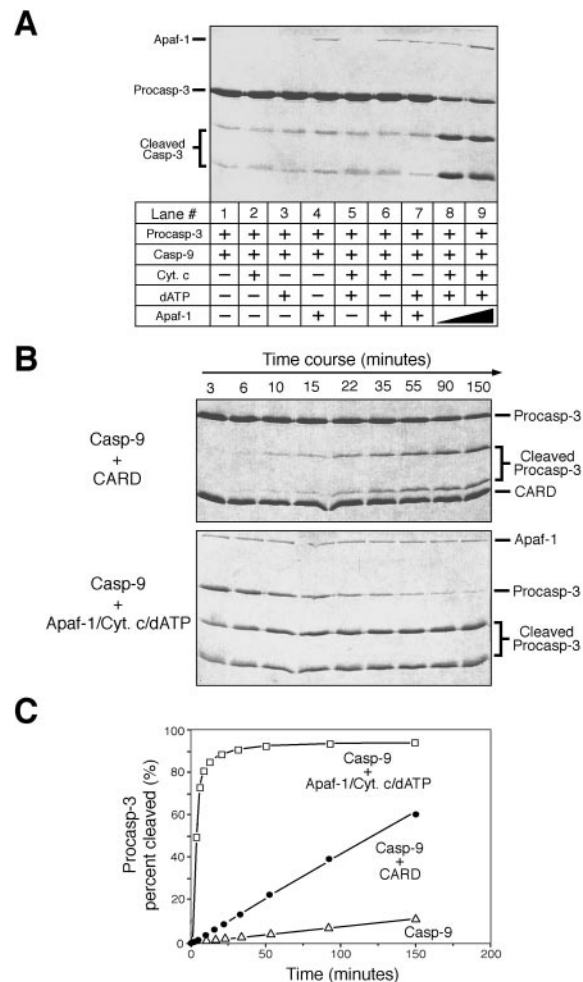 A
Apaf-1
Procasp-3
Cleaved
Casp-3
Lane # 1 2 3 4 5 6 7 8 9
Procasp-3 + + + + + + + + +
Casp-9 + + + + + + + + +
Cyt. c − + − − + + − + +
dATP − − + − + − + + +
Apaf-1 − − − + − + +
B
Time course (minutes)
3 6 10 15 22 35 55 90 150
Casp-9
+
CARD
Procasp-3
Cleaved
Procasp-3
CARD
Casp-9
+
Apaf-1/Cyt. c/dATP
Apaf-1
Procasp-3
Cleaved
Procasp-3
C
Procasp-3
percent cleaved (%)
100
80
60
40
20
0
Casp-9
+
Apaf-1/Cyt. c/dATP
Casp-9
+
CARD
Casp-9
0 50 100 150 200
Time (minutes)